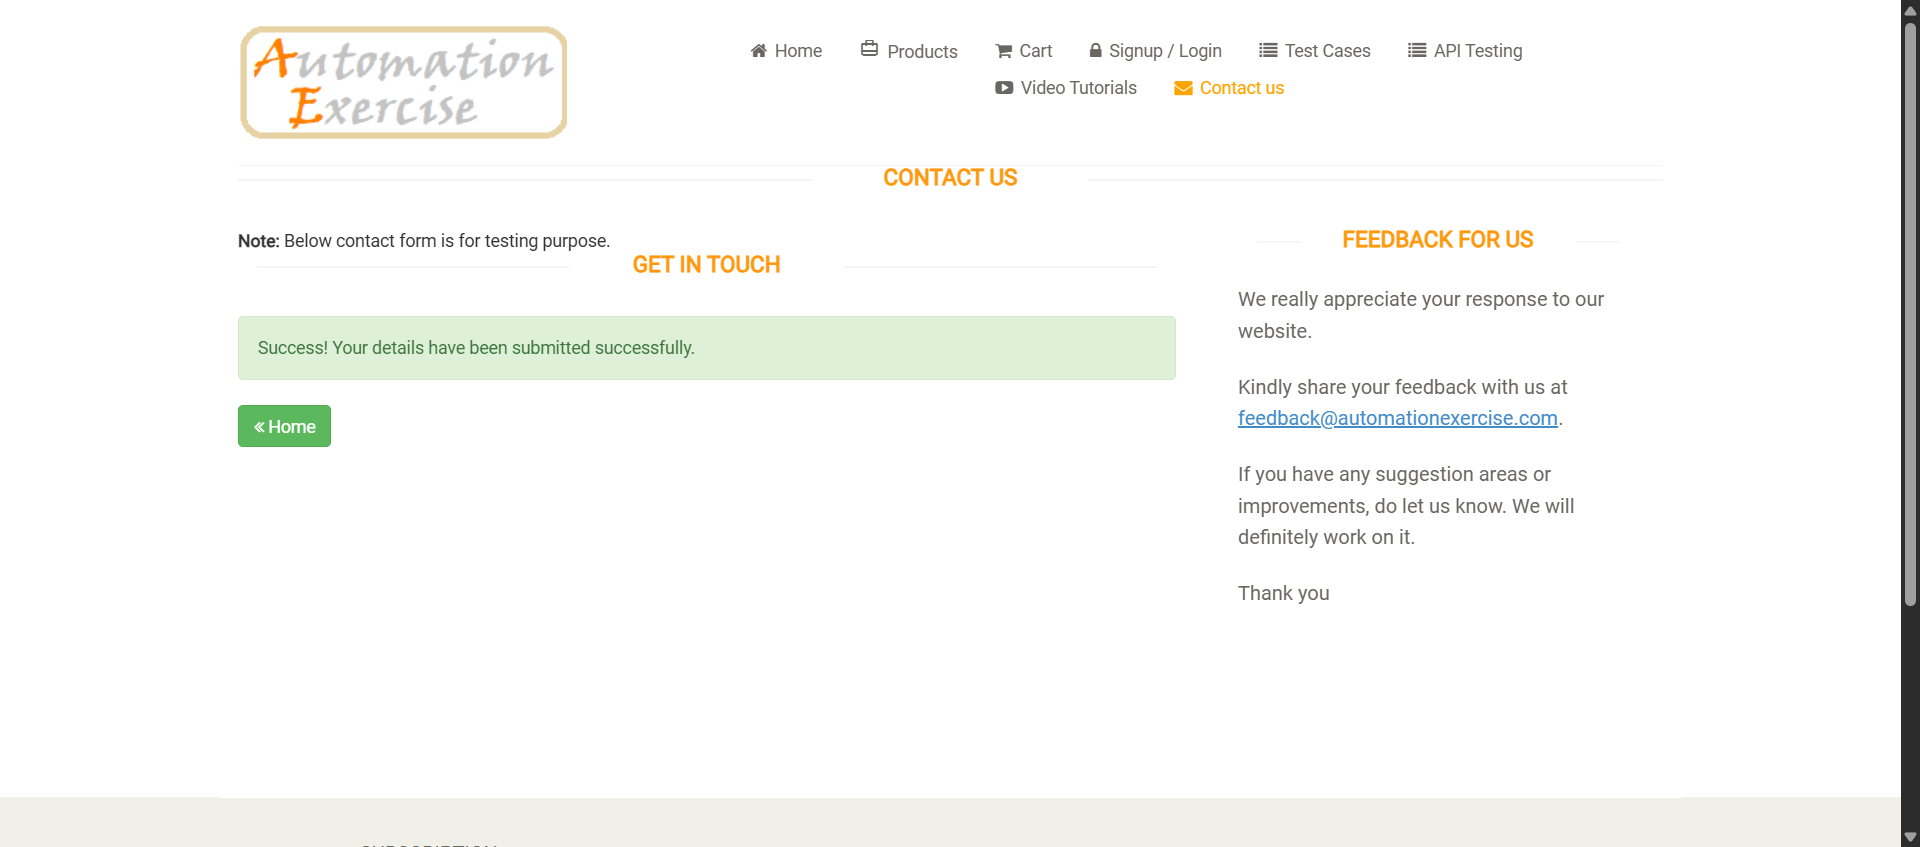 Automation
Exercise
Home
Products
Cart
Signup / Login
Test Cases
API Testing
Video Tutorials
Contact us
CONTACT US
Note: Below contact form is for testing purpose.
GET IN TOUCH
Success! Your details have been submitted successfully.
« Home
FEEDBACK FOR US
We really appreciate your response to our
website.
Kindly share your feedback with us at
feedback@automationexercise.com.
If you have any suggestion areas or
improvements, do let us know. We will
definitely work on it.
Thank you
SUBSCRIPTION